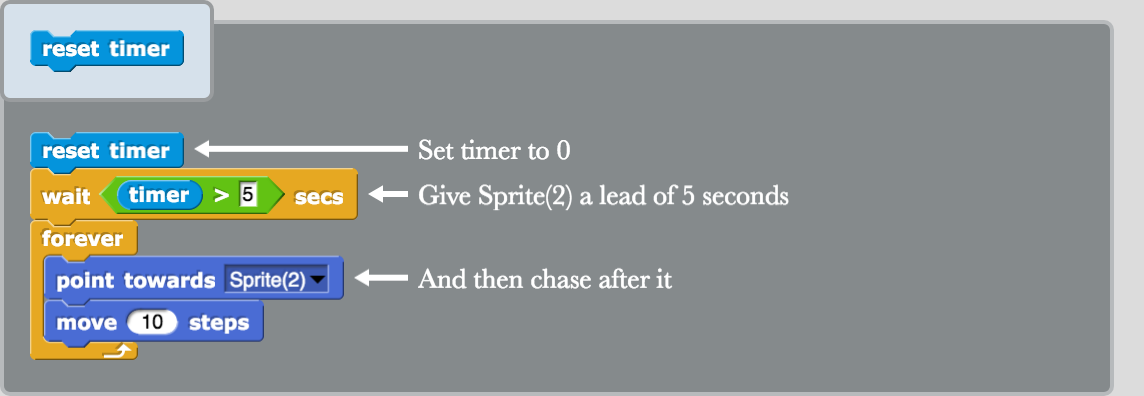 reset timer
reset timer Set timer to 0
wait timer > 5 secs Give Sprite(2) a lead of 5 seconds
forever
point towards Sprite(2) And then chase after it
move 10 steps